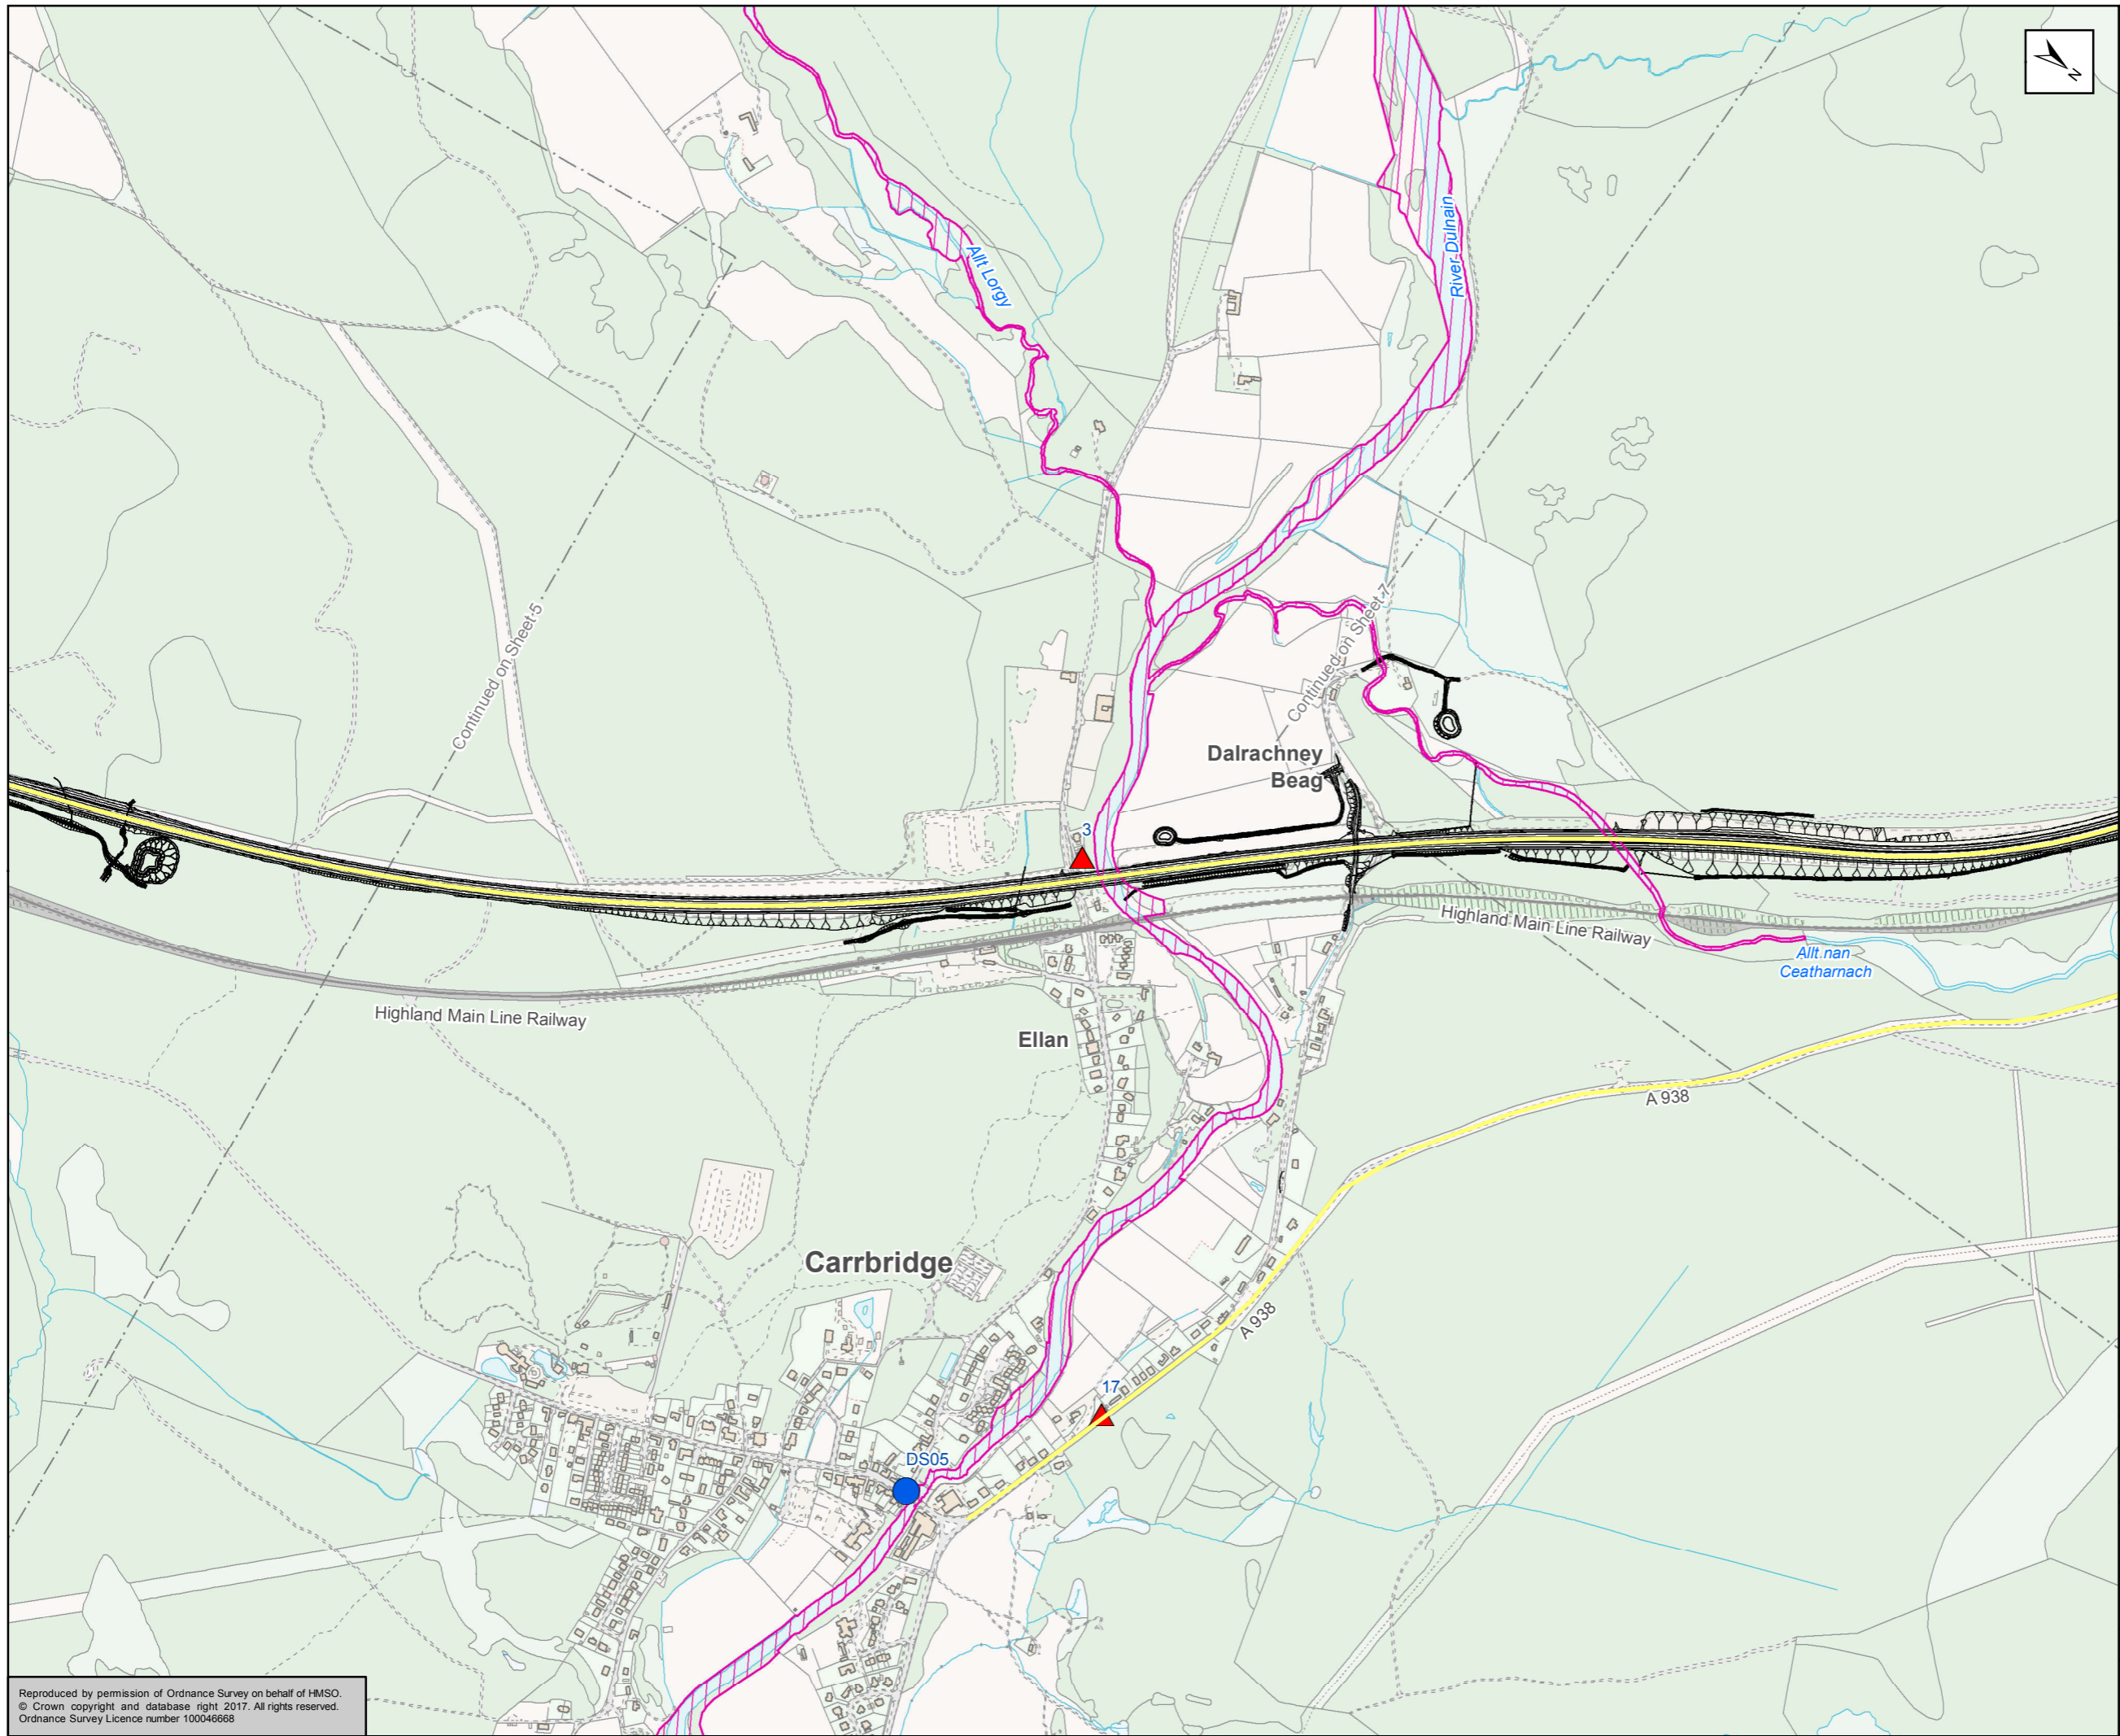 N
Allt Lorgy
River Dulnain
Continued on Sheet 5
Continued on Sheet 7
Dalrachney
Beag
3
Highland Main Line Railway
Allt nan
Ceatharnach
Highland Main Line Railway
Ellan
A 938
Carrbridge
A 938
17
DS05
Reproduced by permission of Ordnance Survey on behalf of HMSO.
© Crown copyright and database right 2017. All rights reserved.
Ordnance Survey Licence number 100046668